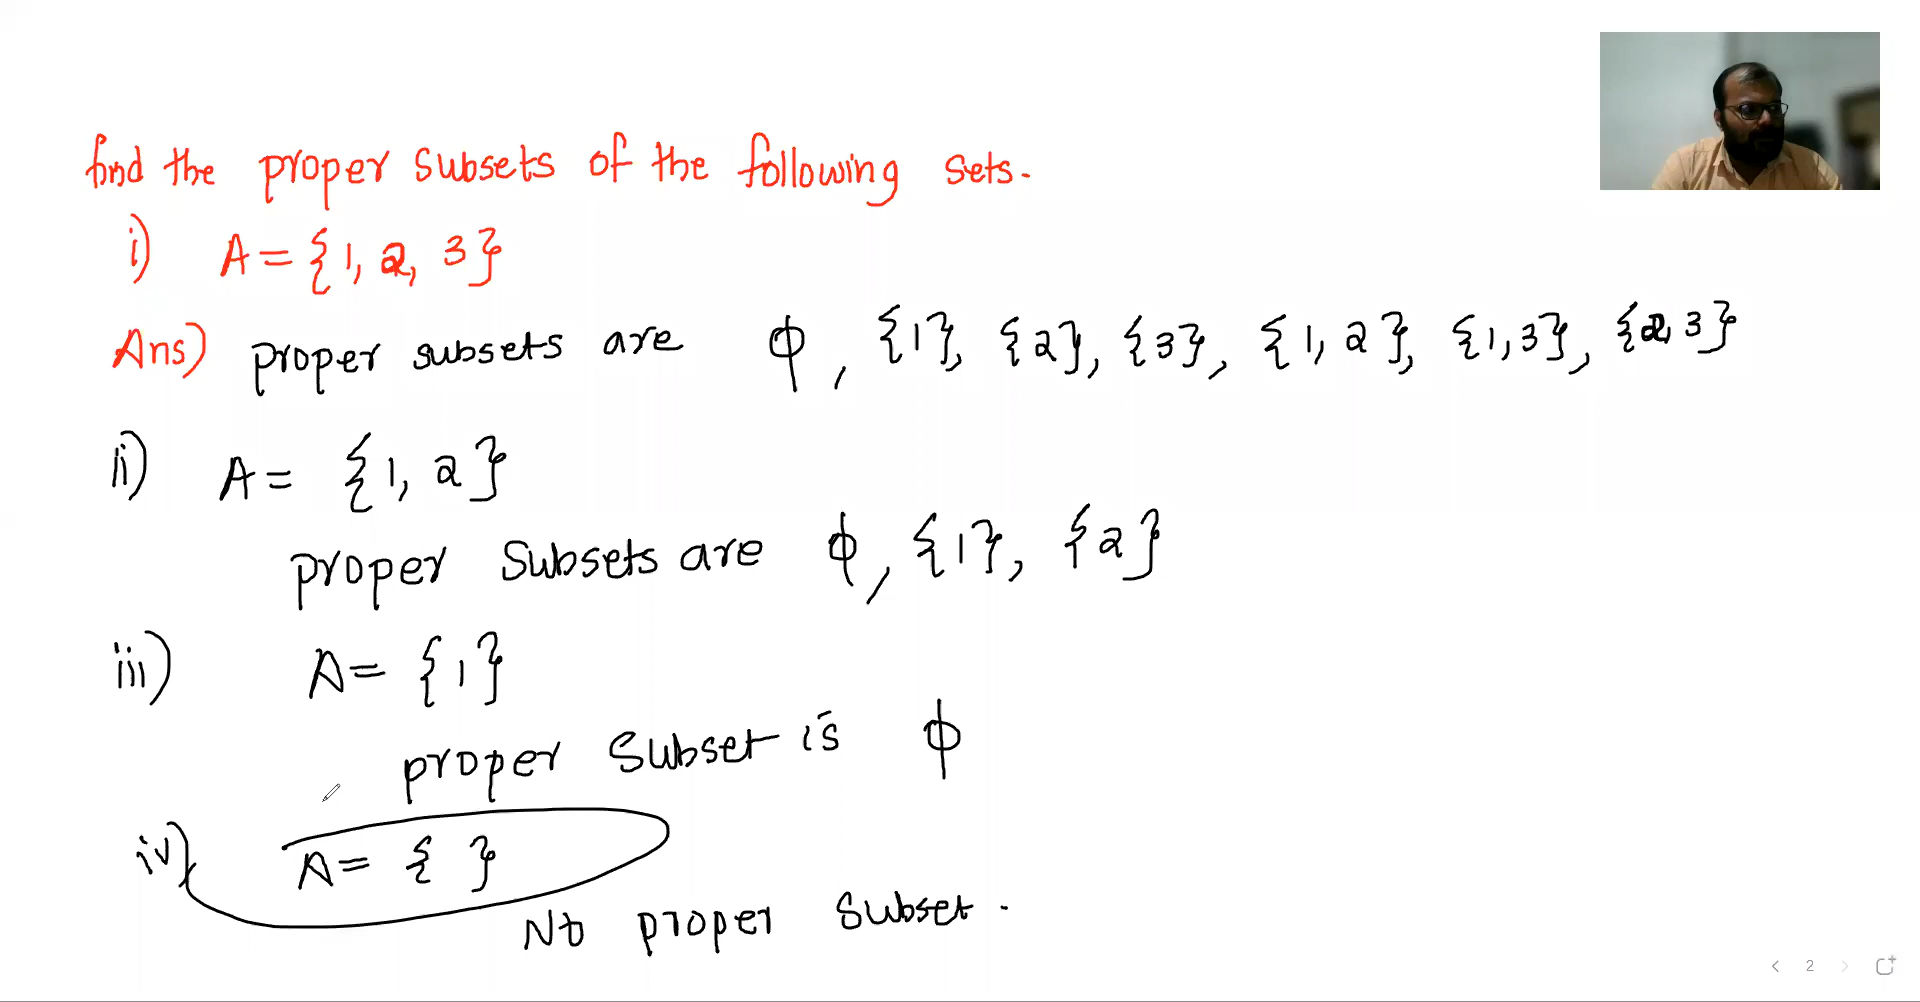 find the proper subsets of the following sets.
i) A = {1, 2, 3}
Ans) proper subsets are ϕ, {1}, {2}, {3}, {1, 2}, {1, 3}, {2, 3}
ii) A = {1, 2}
proper subsets are ϕ, {1}, {2}
iii) A = {1}
proper subset is ϕ
iv) A = { }
No proper subset.
2